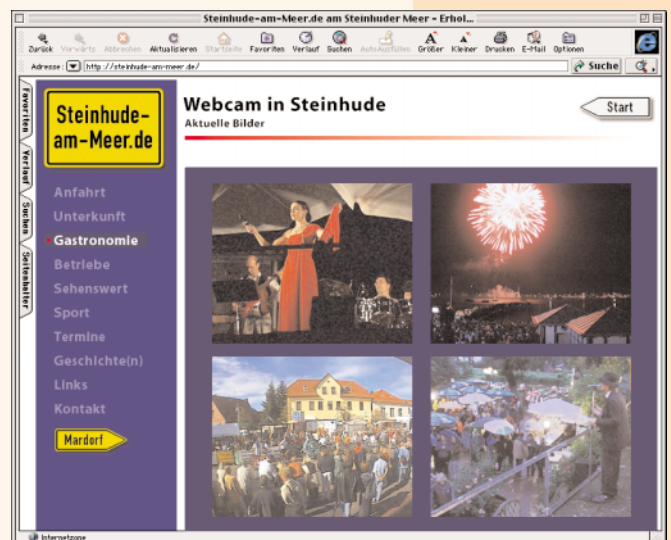 Steinhude-am-Meer.de am Steinhuder Meer - Erhol...
Zurück Vorwärts Abbrechen Aktualisieren Startseite Favoriten Verlauf Suchen AutoAusfüllen Größer Kleiner Drucken E-Mail Optionen
Adresse: http://steinhude-am-meer.de/ Suche
Favoriten
Verlauf
Suchen
Seitenhalter
Steinhude-
am-Meer.de
Webcam in Steinhude
Aktuelle Bilder
Start
Anfahrt
Unterkunft
Gastronomie
Betriebe
Sehenswert
Sport
Termine
Geschichte(n)
Links
Kontakt
Mardorf
Internetzone